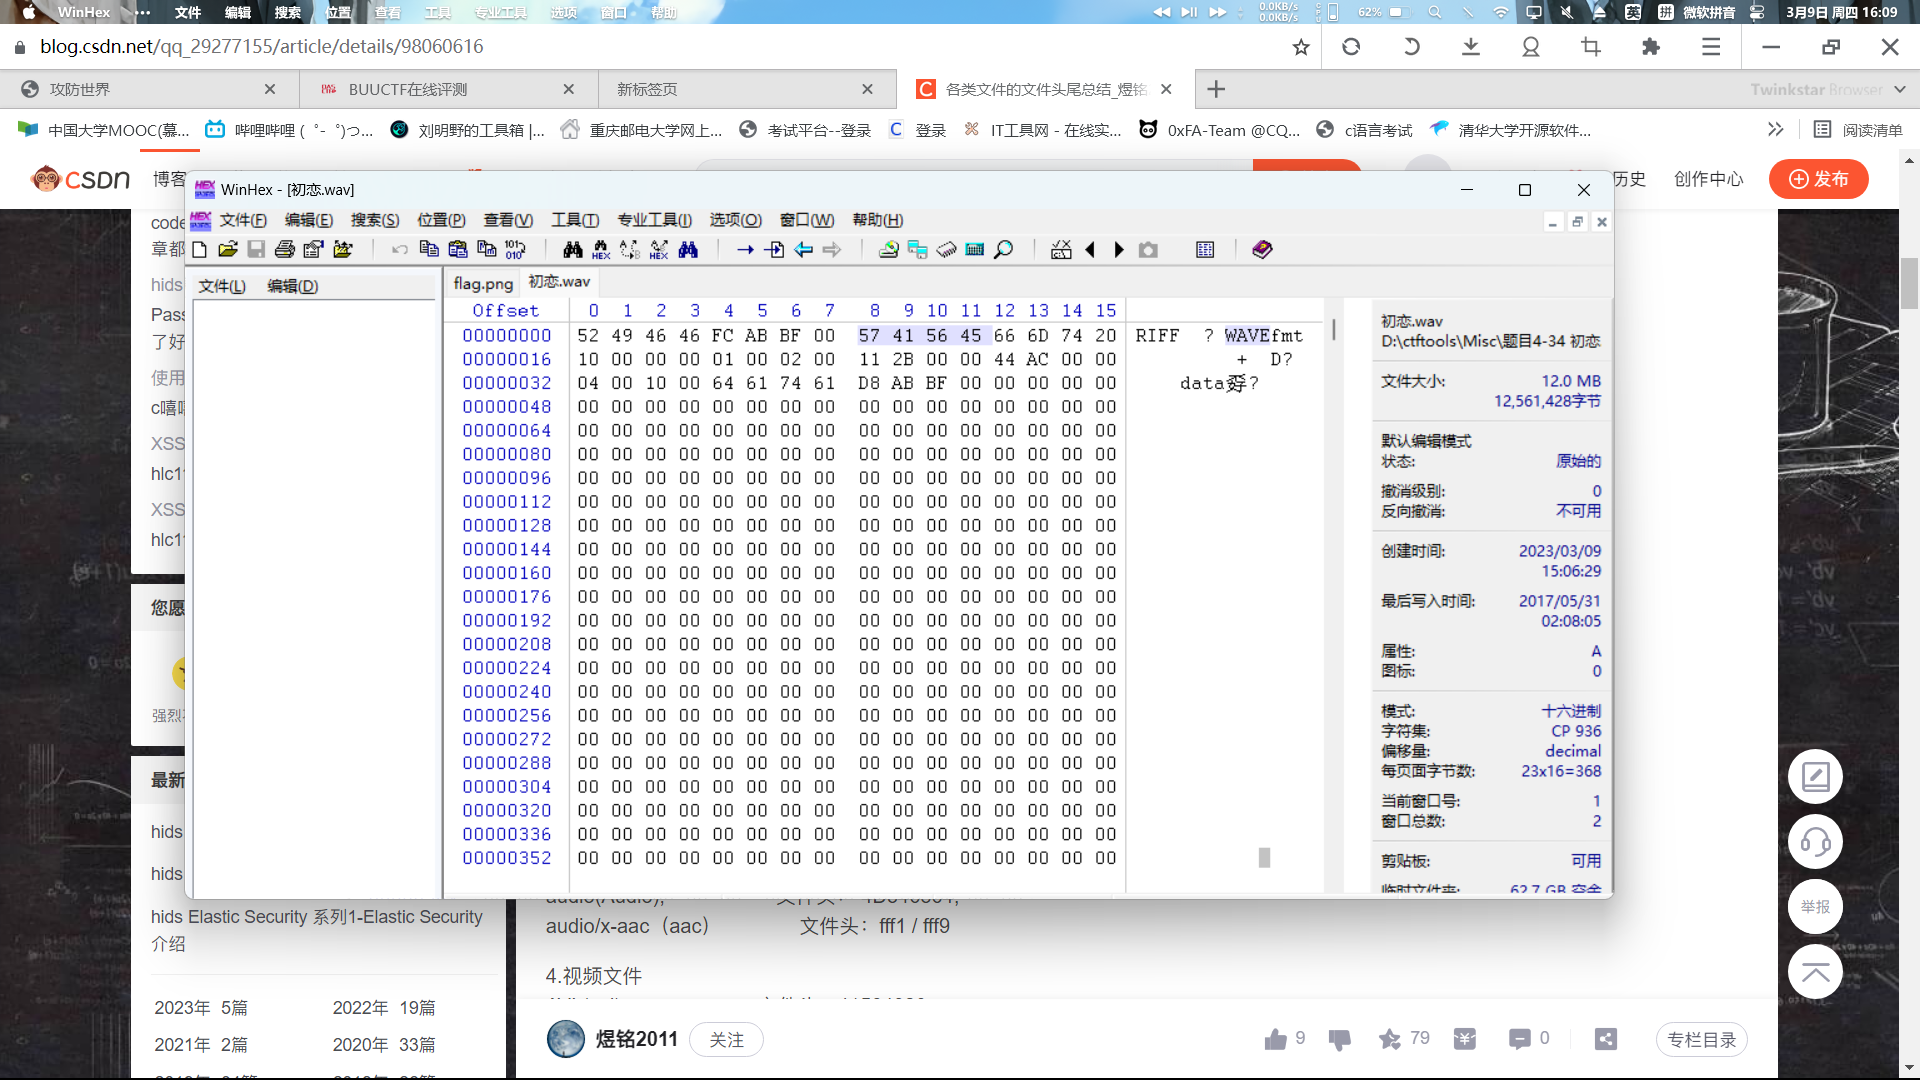 WinHex ··· 文件 编辑 搜索 位置 查看 工具 专业工具 选项 窗口 帮助 0.0KB/s 0.0KB/s 62% 英 拼 微软拼音 3月9日 周四 16:09
blog.csdn.net/qq_29277155/article/details/98060616
攻防世界 BUUCTF在线评测 新标签页 各类文件的文件头尾总结_煜铭 Twinkstar Browser
中国大学MOOC(慕... 哔哩哔哩 (゜-゜)つ... 刘明野的工具箱 |... 重庆邮电大学网上... 考试平台--登录 登录 IT工具网 - 在线实... 0xFA-Team @CQ... c语言考试 清华大学开源软件... 阅读清单
CSDN 博客 历史 创作中心 发布
WinHex - [初恋.wav]
文件(F) 编辑(E) 搜索(S) 位置(P) 查看(V) 工具(T) 专业工具(I) 选项(O) 窗口(W) 帮助(H)
文件(L) 编辑(D)
flag.png 初恋.wav
Offset 0 1 2 3 4 5 6 7 8 9 10 11 12 13 14 15
00000000 52 49 46 46 FC AB BF 00 57 41 56 45 66 6D 74 20 RIFF ? WAVEfmt
00000016 10 00 00 00 01 00 02 00 11 2B 00 00 44 AC 00 00 + D?
00000032 04 00 10 00 64 61 74 61 D8 AB BF 00 00 00 00 00 data孬?
00000048 00 00 00 00 00 00 00 00 00 00 00 00 00 00 00 00
00000064 00 00 00 00 00 00 00 00 00 00 00 00 00 00 00 00
00000080 00 00 00 00 00 00 00 00 00 00 00 00 00 00 00 00
00000096 00 00 00 00 00 00 00 00 00 00 00 00 00 00 00 00
00000112 00 00 00 00 00 00 00 00 00 00 00 00 00 00 00 00
00000128 00 00 00 00 00 00 00 00 00 00 00 00 00 00 00 00
00000144 00 00 00 00 00 00 00 00 00 00 00 00 00 00 00 00
00000160 00 00 00 00 00 00 00 00 00 00 00 00 00 00 00 00
00000176 00 00 00 00 00 00 00 00 00 00 00 00 00 00 00 00
00000192 00 00 00 00 00 00 00 00 00 00 00 00 00 00 00 00
00000208 00 00 00 00 00 00 00 00 00 00 00 00 00 00 00 00
00000224 00 00 00 00 00 00 00 00 00 00 00 00 00 00 00 00
00000240 00 00 00 00 00 00 00 00 00 00 00 00 00 00 00 00
00000256 00 00 00 00 00 00 00 00 00 00 00 00 00 00 00 00
00000272 00 00 00 00 00 00 00 00 00 00 00 00 00 00 00 00
00000288 00 00 00 00 00 00 00 00 00 00 00 00 00 00 00 00
00000304 00 00 00 00 00 00 00 00 00 00 00 00 00 00 00 00
00000320 00 00 00 00 00 00 00 00 00 00 00 00 00 00 00 00
00000336 00 00 00 00 00 00 00 00 00 00 00 00 00 00 00 00
00000352 00 00 00 00 00 00 00 00 00 00 00 00 00 00 00 00
初恋.wav
D:\ctftools\Misc\题目4-34 初恋
文件大小: 12.0 MB
12,561,428字节
默认编辑模式
状态: 原始的
撤消级别: 0
反向撤消: 不可用
创建时间: 2023/03/09
15:06:29
最后写入时间: 2017/05/31
02:08:05
属性: A
图标: 0
模式: 十六进制
字符集: CP 936
偏移量: decimal
每页面字节数: 23x16=368
当前窗口号: 1
窗口总数: 2
剪贴板: 可用
临时文件夹: 62.7 GB 空余
code
章都
hids
Pass
了好
使用
c嘻嘻
XSS
hlc1
XSS
hlc1
您愿
强烈
最新
hids
hids
hids Elastic Security 系列1-Elastic Security
介绍
2023年 5篇 2022年 19篇
2021年 2篇 2020年 33篇
audio/x-aac（aac） 文件头：fff1 / fff9
4.视频文件
煜铭2011 关注 9 79 0 专栏目录
举报